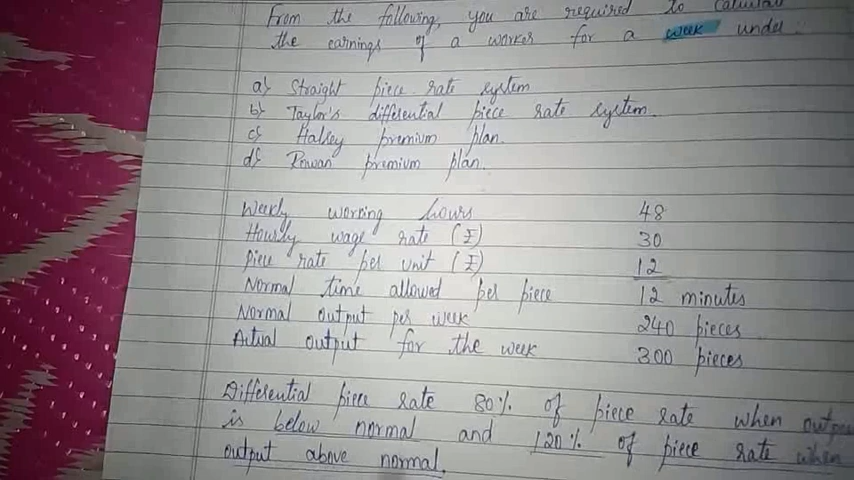 From the following, you are required to calculate
the earnings of a worker for a week under
a) Straight piece rate system
b) Taylor's differential piece rate system.
c) Halsey premium plan.
d) Rowan premium plan.
Weekly working hours 48
Hourly wage rate (₹) 30
Piece rate per unit (₹) 12
Normal time allowed per piece 12 minutes
Normal output per week 240 pieces
Actual output for the week 300 pieces
Differential piece rate 80% of piece rate when output
is below normal and 120% of piece rate when
output above normal.